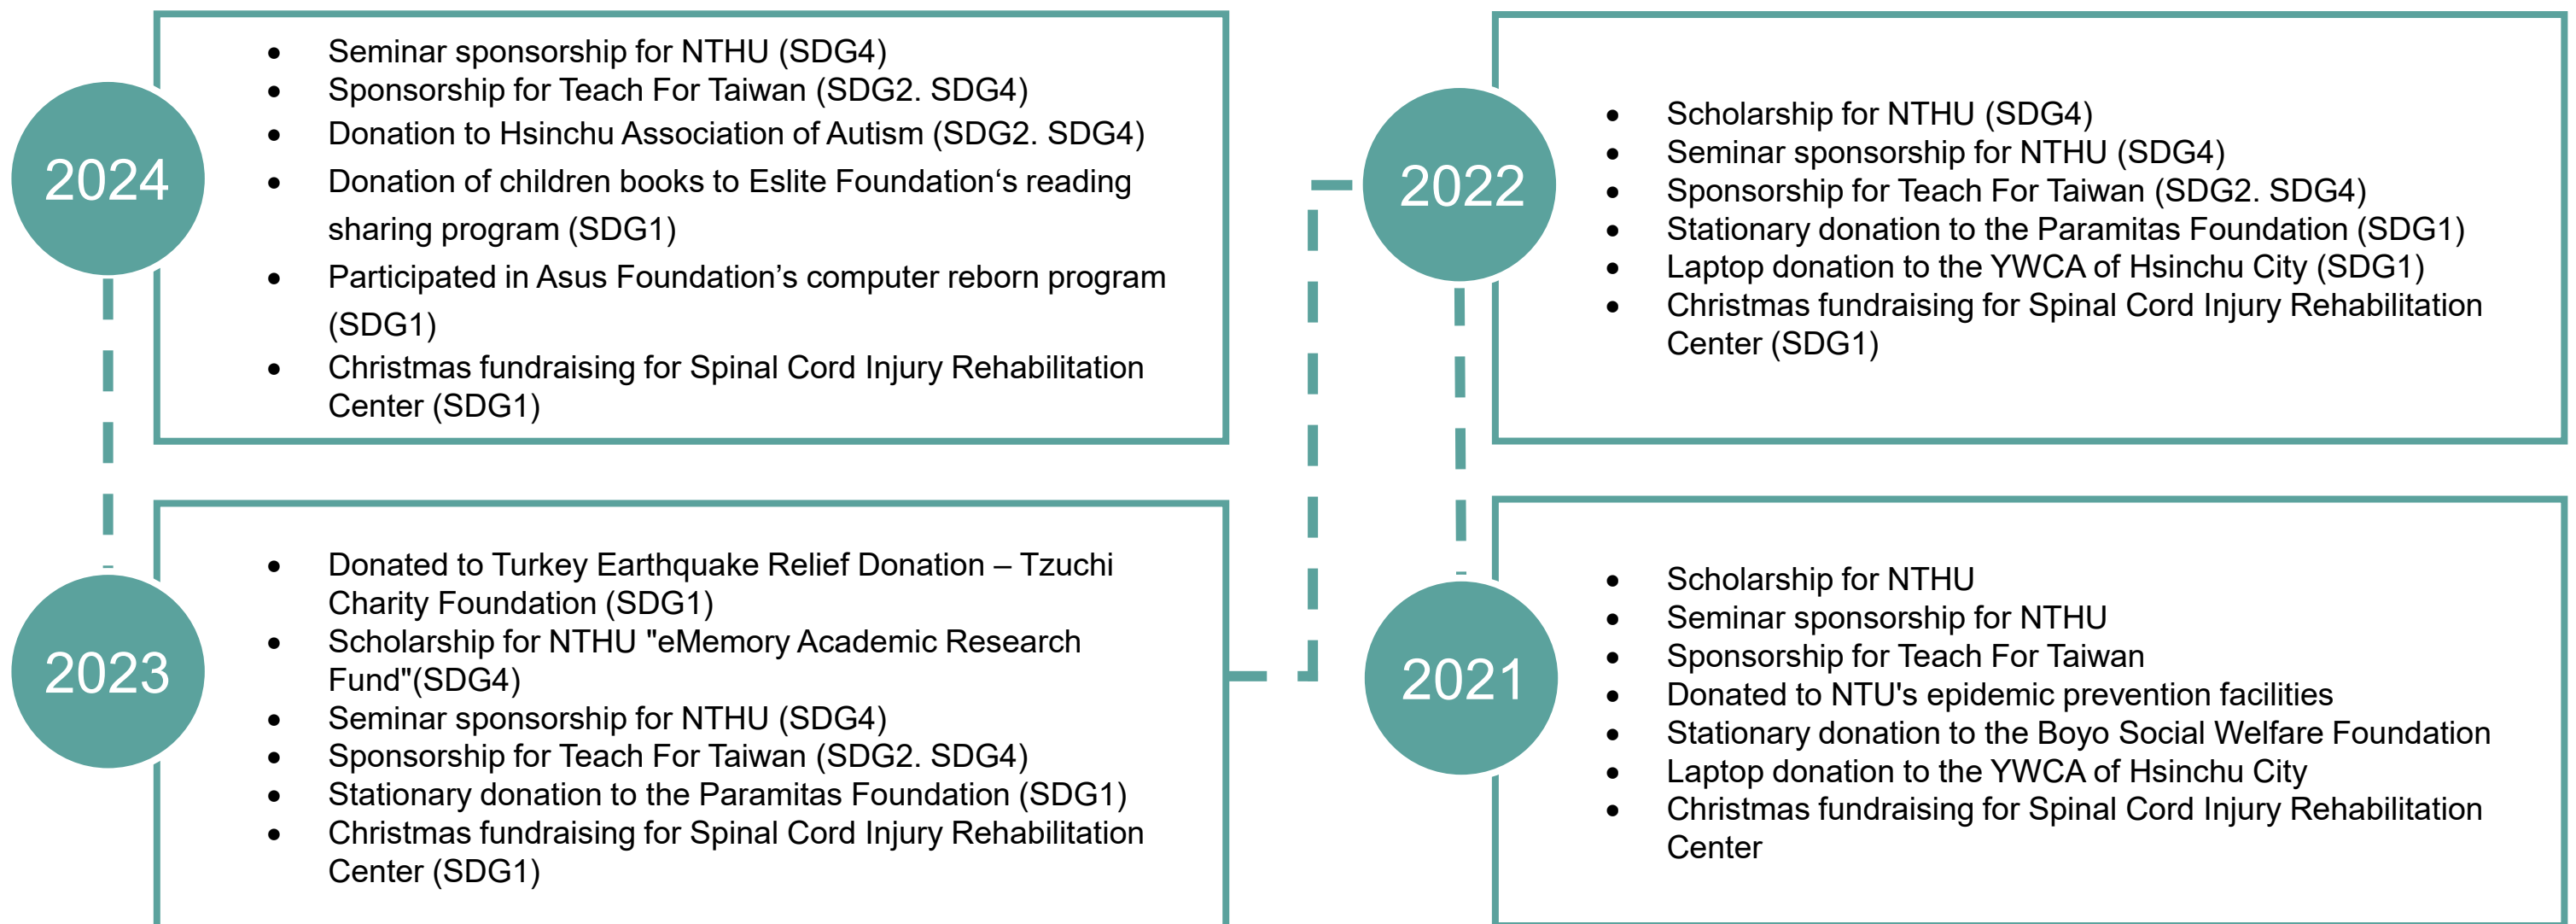 2024
• Seminar sponsorship for NTHU (SDG4)
• Sponsorship for Teach For Taiwan (SDG2. SDG4)
• Donation to Hsinchu Association of Autism (SDG2. SDG4)
• Donation of children books to Eslite Foundation‘s reading
sharing program (SDG1)
• Participated in Asus Foundation’s computer reborn program
(SDG1)
• Christmas fundraising for Spinal Cord Injury Rehabilitation
Center (SDG1)
2023
• Donated to Turkey Earthquake Relief Donation – Tzuchi
Charity Foundation (SDG1)
• Scholarship for NTHU "eMemory Academic Research
Fund"(SDG4)
• Seminar sponsorship for NTHU (SDG4)
• Sponsorship for Teach For Taiwan (SDG2. SDG4)
• Stationary donation to the Paramitas Foundation (SDG1)
• Christmas fundraising for Spinal Cord Injury Rehabilitation
Center (SDG1)
2022
• Scholarship for NTHU (SDG4)
• Seminar sponsorship for NTHU (SDG4)
• Sponsorship for Teach For Taiwan (SDG2. SDG4)
• Stationary donation to the Paramitas Foundation (SDG1)
• Laptop donation to the YWCA of Hsinchu City (SDG1)
• Christmas fundraising for Spinal Cord Injury Rehabilitation
Center (SDG1)
2021
• Scholarship for NTHU
• Seminar sponsorship for NTHU
• Sponsorship for Teach For Taiwan
• Donated to NTU's epidemic prevention facilities
• Stationary donation to the Boyo Social Welfare Foundation
• Laptop donation to the YWCA of Hsinchu City
• Christmas fundraising for Spinal Cord Injury Rehabilitation
Center